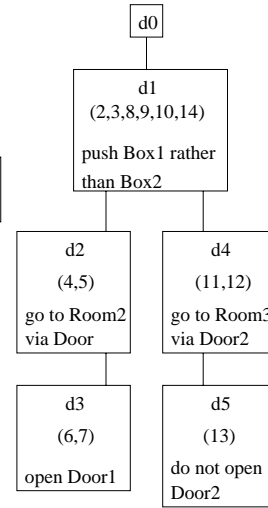 d0
d1
(2,3,8,9,10,14)
push Box1 rather
than Box2
d2
(4,5)
go to Room2
via Door
d4
(11,12)
go to Room3
via Door2
d3
(6,7)
open Door1
d5
(13)
do not open
Door2